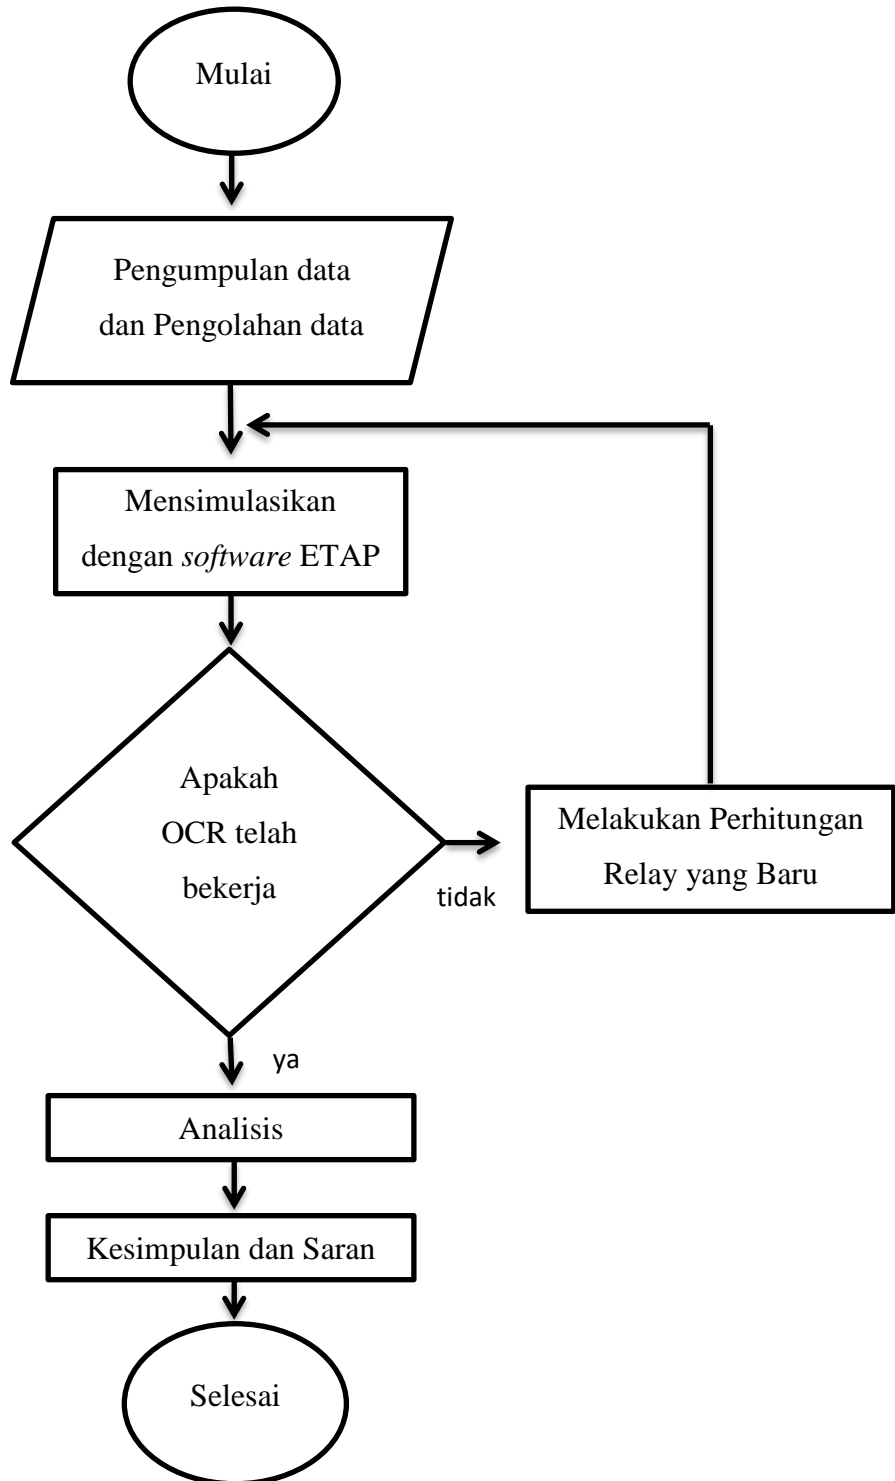 Mulai
Pengumpulan data
dan Pengolahan data
Mensimulasikan
dengan software ETAP
Apakah
OCR telah
bekerja
tidak
Melakukan Perhitungan
Relay yang Baru
ya
Analisis
Kesimpulan dan Saran
Selesai